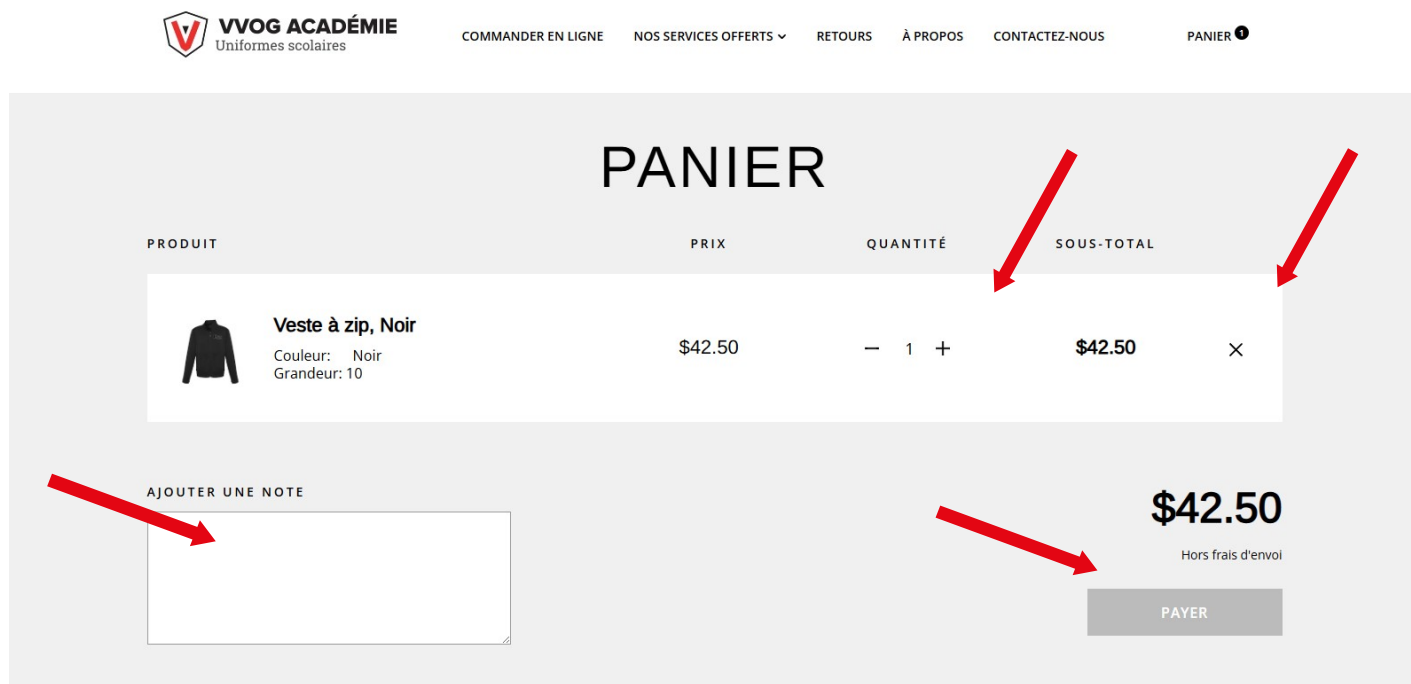 VVOG ACADÉMIE
Uniformes scolaires
COMMANDER EN LIGNE NOS SERVICES OFFERTS RETOURS À PROPOS CONTACTEZ-NOUS PANIER 1
PANIER
PRODUIT PRIX QUANTITÉ SOUS-TOTAL
Veste à zip, Noir
Couleur: Noir
Grandeur: 10
$42.50 — 1 + $42.50 ×
AJOUTER UNE NOTE
$42.50
Hors frais d'envoi
PAYER